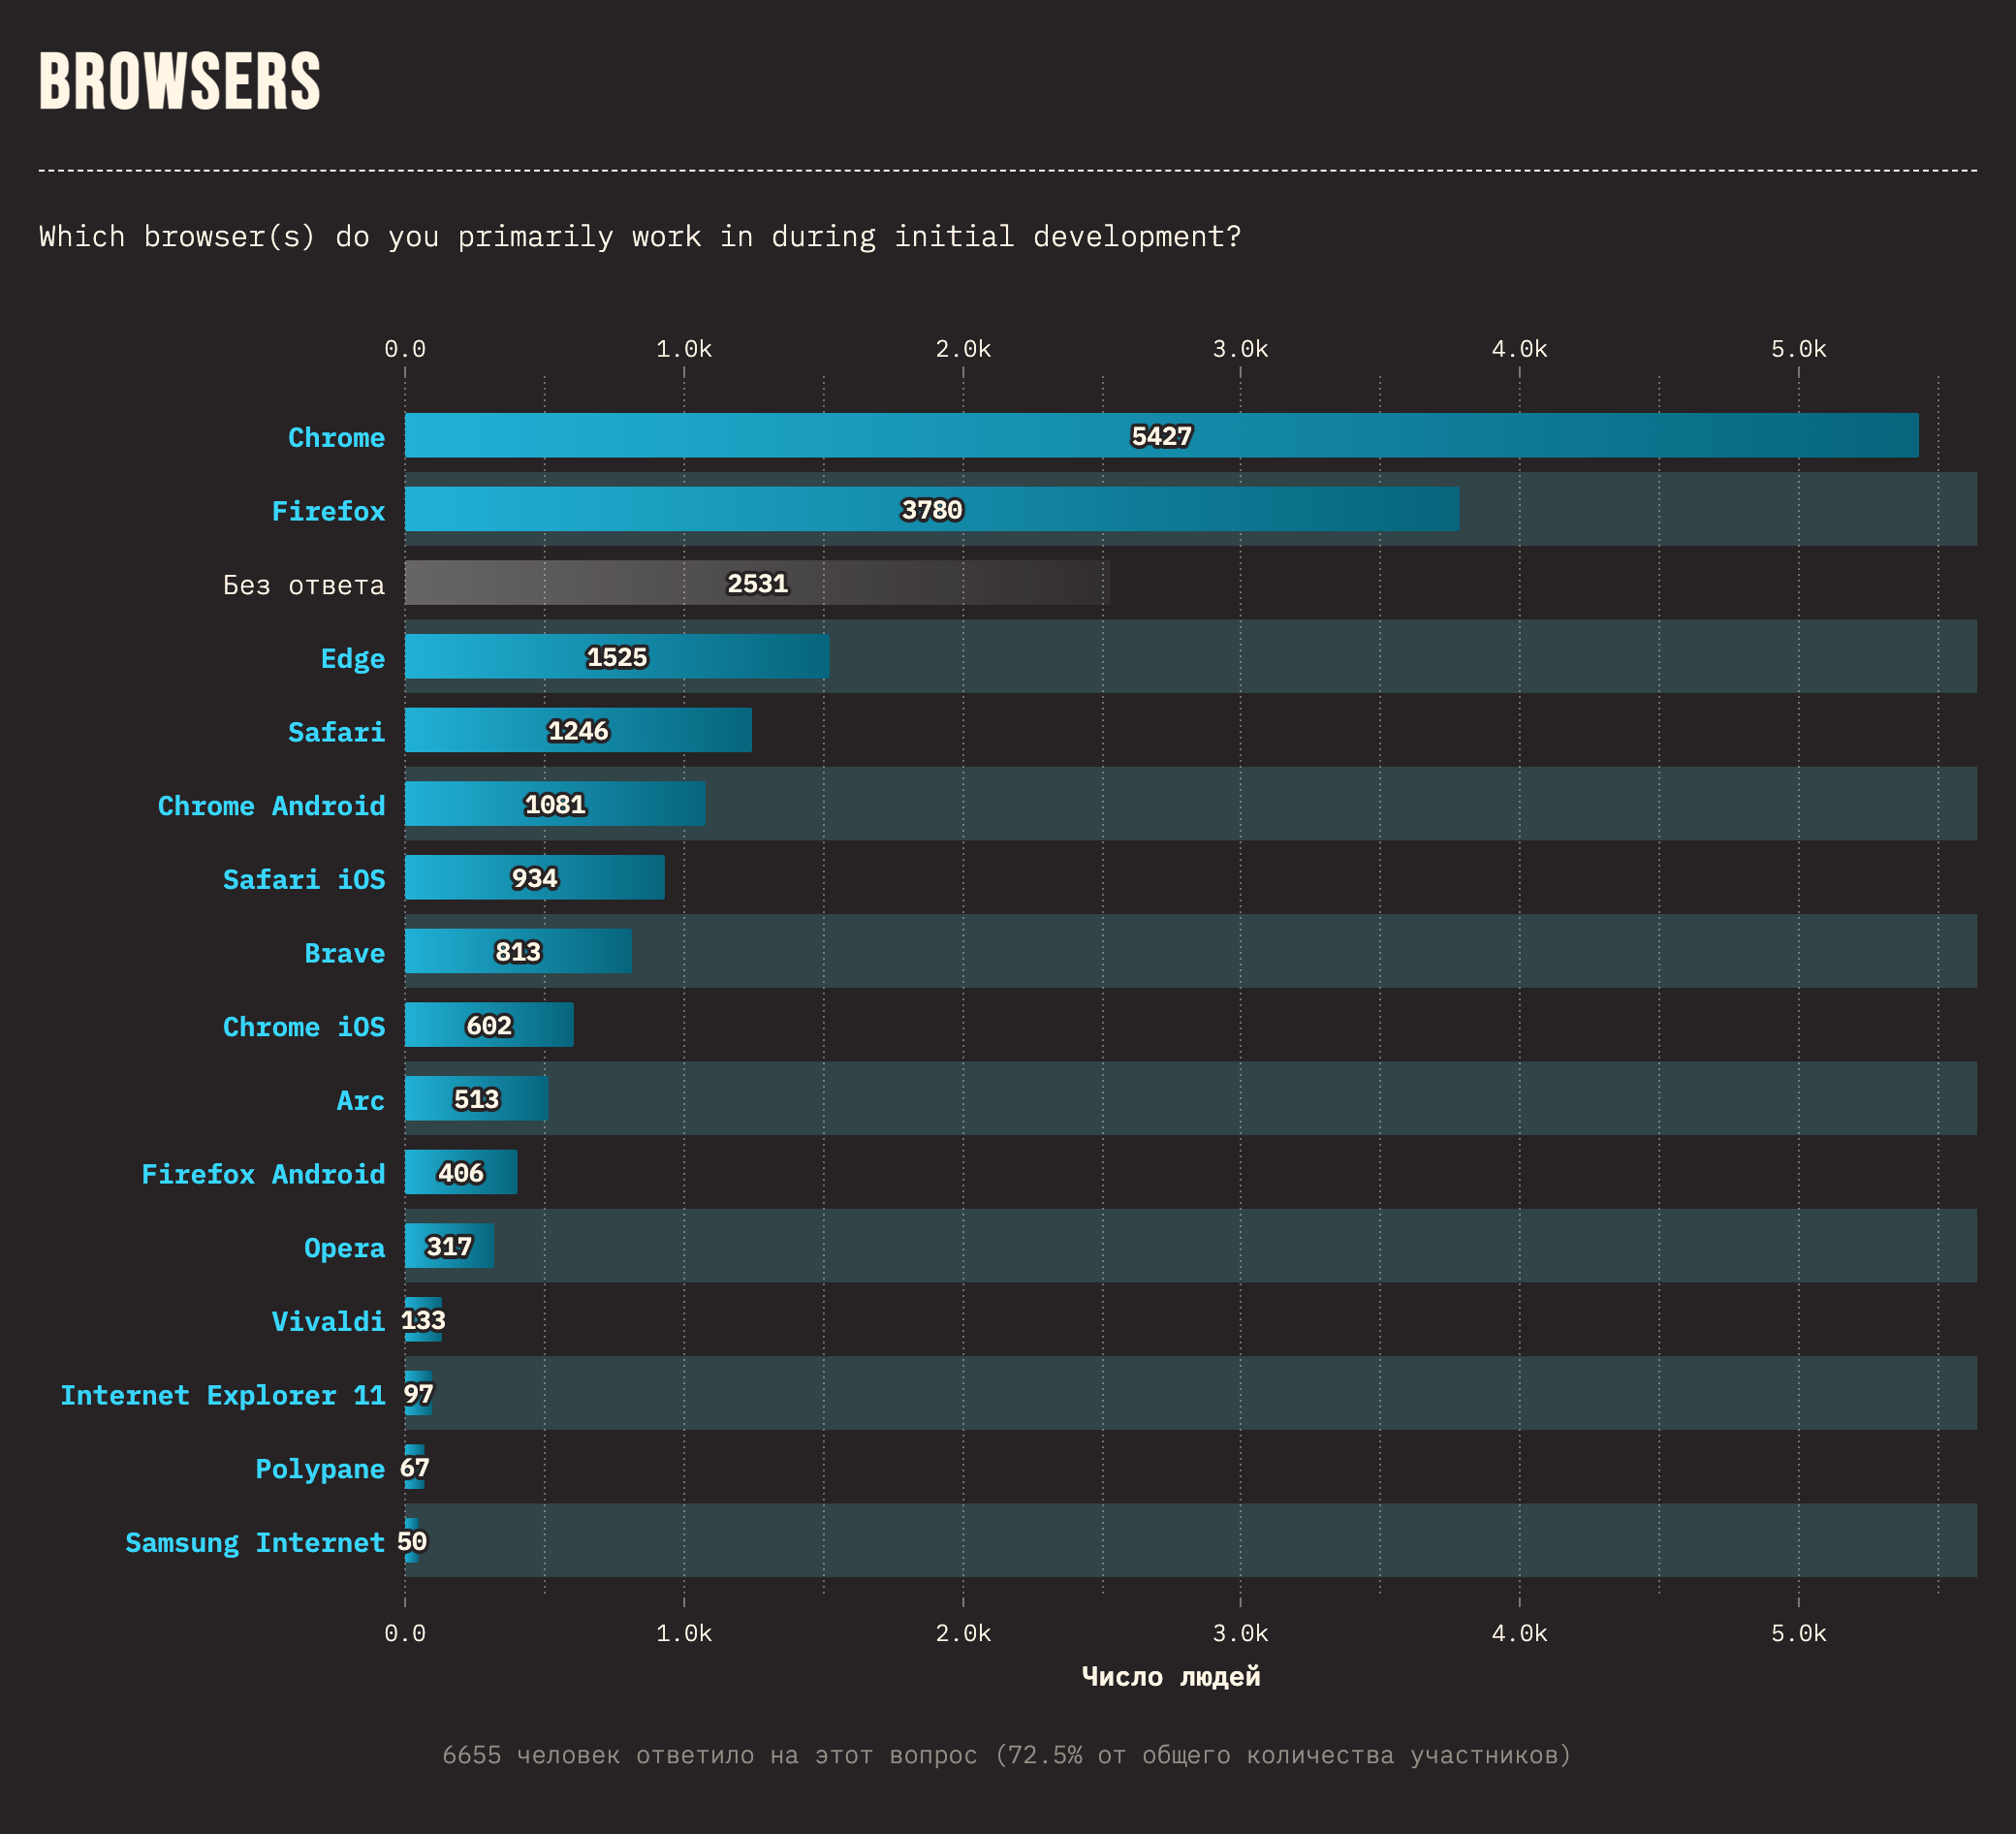 BROWSERS
Which browser(s) do you primarily work in during initial development?
0.0 1.0k 2.0k 3.0k 4.0k 5.0k
Chrome 5427
Firefox 3780
Без ответа 2531
Edge 1525
Safari 1246
Chrome Android 1081
Safari iOS 934
Brave 813
Chrome iOS 602
Arc 513
Firefox Android 406
Opera 317
Vivaldi 133
Internet Explorer 11 97
Polypane 67
Samsung Internet 50
0.0 1.0k 2.0k 3.0k 4.0k 5.0k
Число людей
6655 человек ответило на этот вопрос (72.5% от общего количества участников)